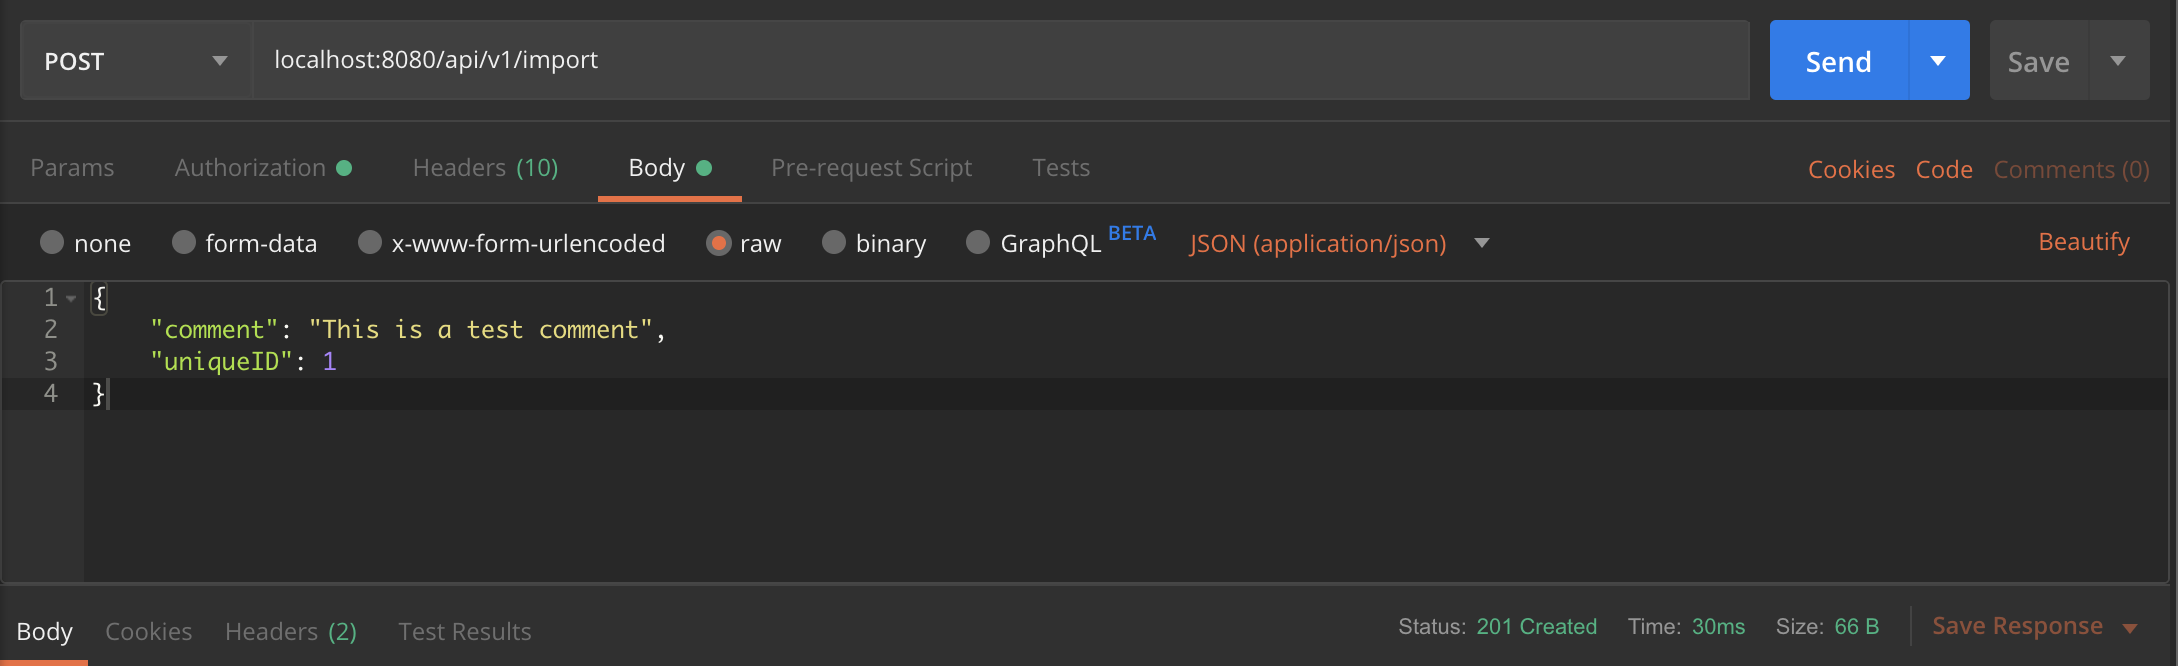 POST localhost:8080/api/v1/import Send Save
Params Authorization Headers (10) Body Pre-request Script Tests Cookies Code Comments (0)
none form-data x-www-form-urlencoded raw binary GraphQL BETA JSON (application/json) Beautify
1 {
2 "comment": "This is a test comment",
3 "uniqueID": 1
4 }
Body Cookies Headers (2) Test Results Status: 201 Created Time: 30ms Size: 66 B Save Response